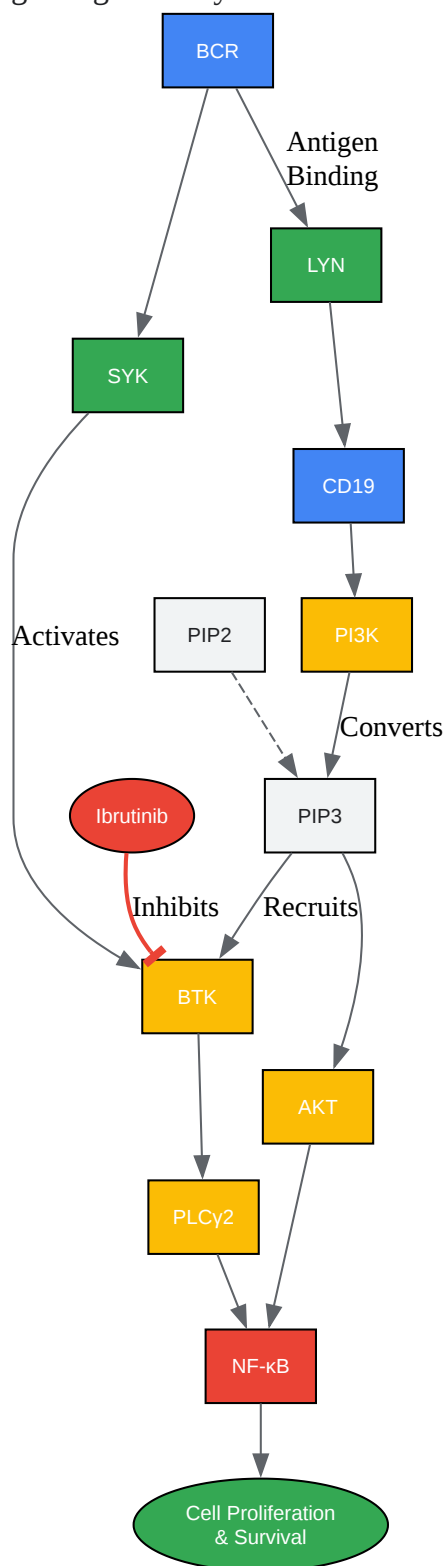 BCR
Antigen
Binding
LYN
SYK
CD19
Activates
PIP2
PI3K
Converts
Ibrutinib
PIP3
Inhibits
Recruits
BTK
AKT
PLCγ2
NF-κB
Cell Proliferation
& Survival